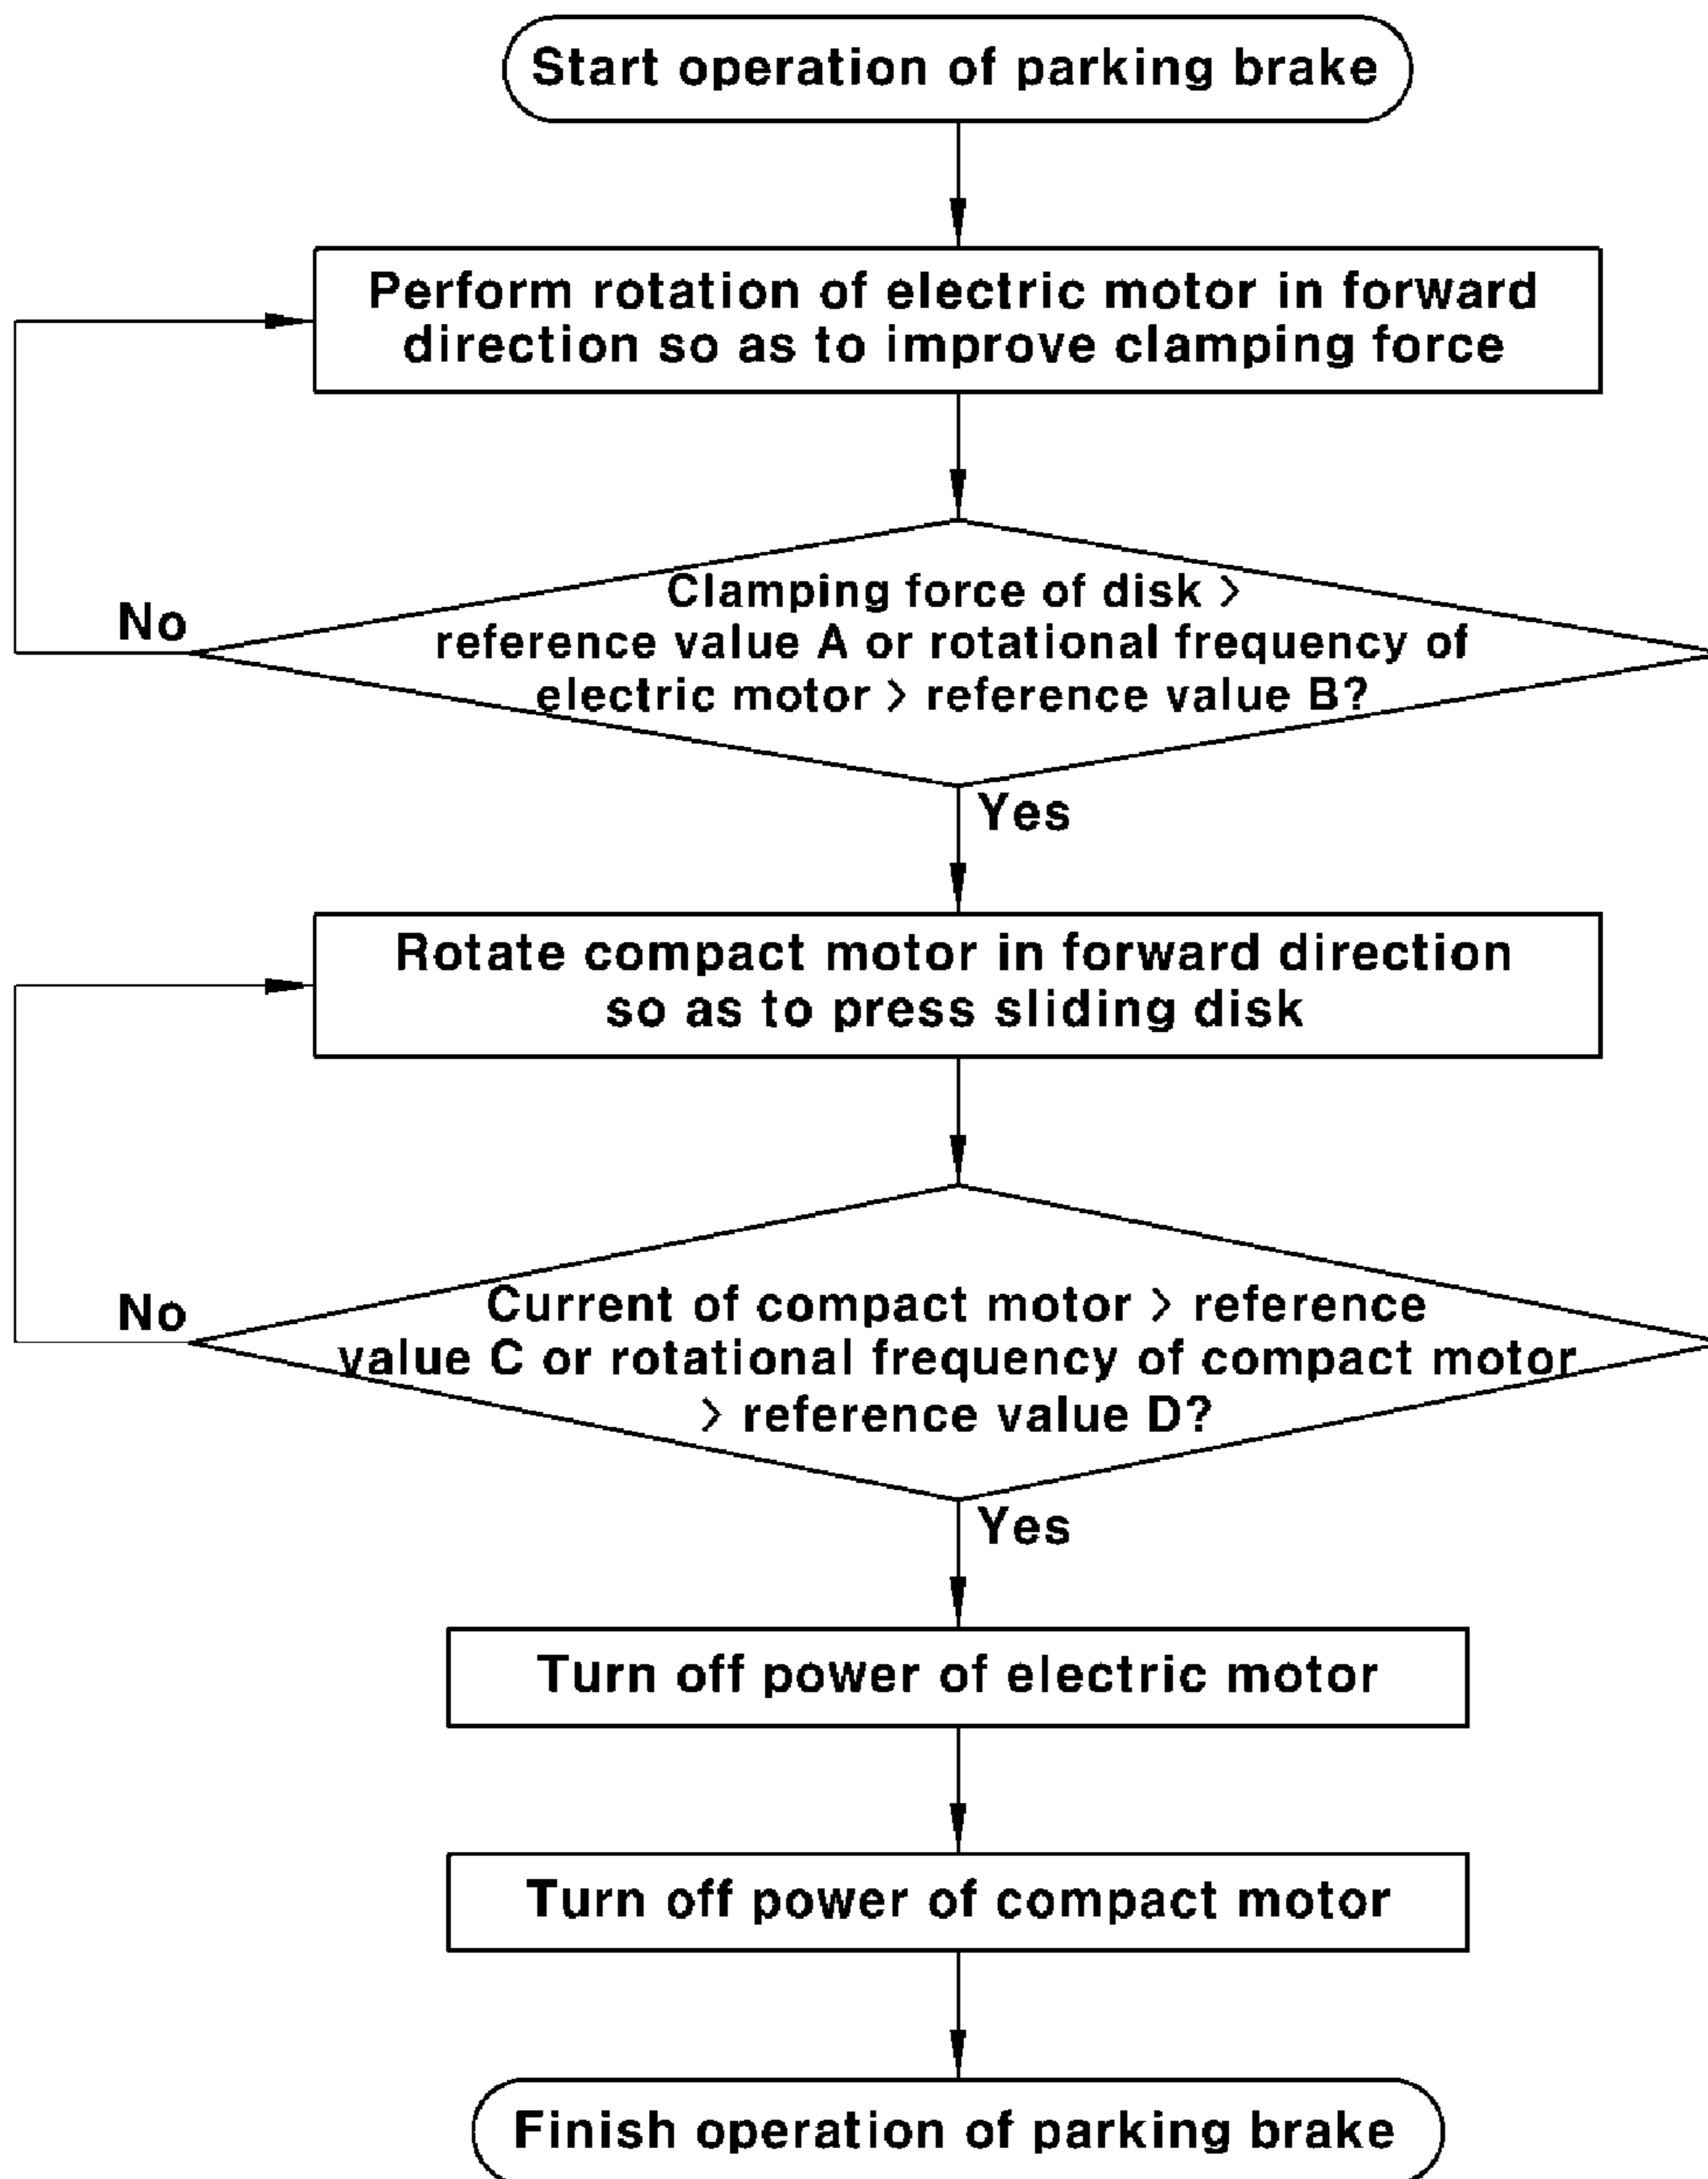 Start operation of parking brake
Perform rotation of electric motor in forward
direction so as to improve clamping force
Clamping force of disk >
reference value A or rotational frequency of
electric motor > reference value B?
No
Yes
Rotate compact motor in forward direction
so as to press sliding disk
Current of compact motor > reference
value C or rotational frequency of compact motor
> reference value D?
No
Yes
Turn off power of electric motor
Turn off power of compact motor
Finish operation of parking brake